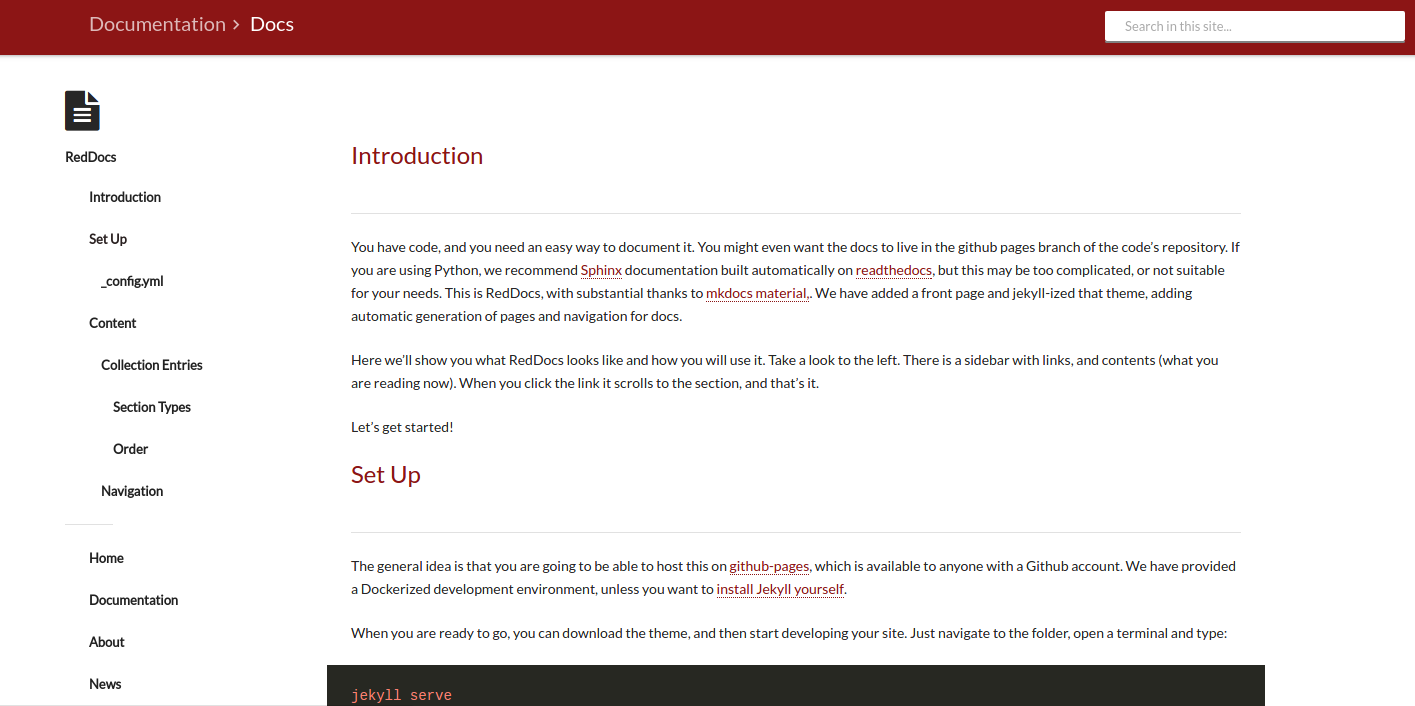 Documentation › Docs
Search in this site...
RedDocs
Introduction
Set Up
_config.yml
Content
Collection Entries
Section Types
Order
Navigation
Home
Documentation
About
News
Introduction
You have code, and you need an easy way to document it. You might even want the docs to live in the github pages branch of the code’s repository. If
you are using Python, we recommend Sphinx documentation built automatically on readthedocs, but this may be too complicated, or not suitable
for your needs. This is RedDocs, with substantial thanks to mkdocs material,. We have added a front page and jekyll-ized that theme, adding
automatic generation of pages and navigation for docs.
Here we’ll show you what RedDocs looks like and how you will use it. Take a look to the left. There is a sidebar with links, and contents (what you
are reading now). When you click the link it scrolls to the section, and that’s it.
Let’s get started!
Set Up
The general idea is that you are going to be able to host this on github-pages, which is available to anyone with a Github account. We have provided
a Dockerized development environment, unless you want to install Jekyll yourself.
When you are ready to go, you can download the theme, and then start developing your site. Just navigate to the folder, open a terminal and type:
jekyll serve